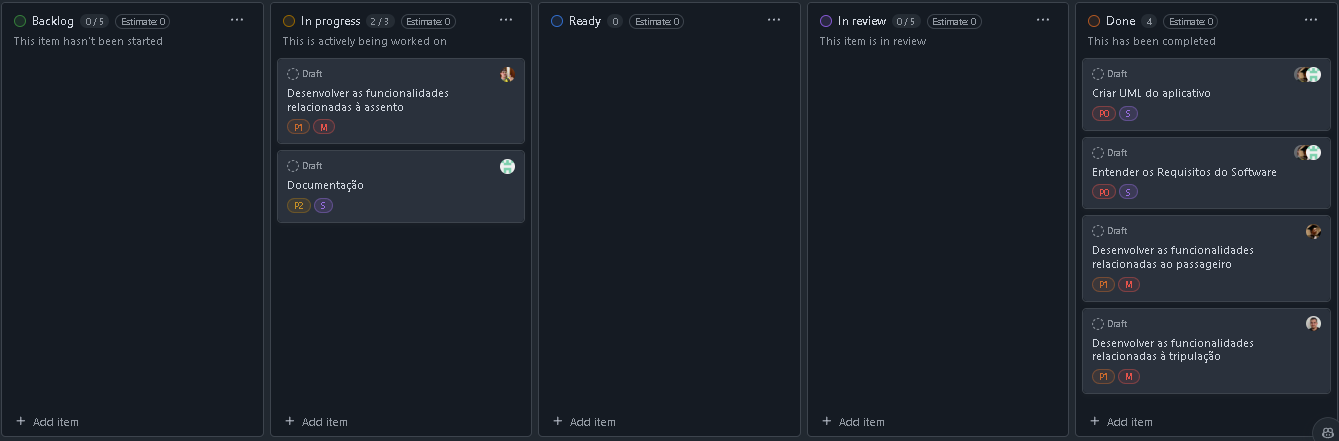 Backlog 0 / 5 Estimate: 0 ...
This item hasn't been started
+ Add item
In progress 2 / 3 Estimate: 0 ...
This is actively being worked on
Draft
Desenvolver as funcionalidades
relacionadas à assento
P1 M
Draft
Documentação
P2 S
+ Add item
Ready 0 Estimate: 0 ...
+ Add item
In review 0 / 5 Estimate: 0 ...
This item is in review
+ Add item
Done 4 Estimate: 0 ...
This has been completed
Draft
Criar UML do aplicativo
P0 S
Draft
Entender os Requisitos do Software
P0 S
Draft
Desenvolver as funcionalidades
relacionadas ao passageiro
P1 M
Draft
Desenvolver as funcionalidades
relacionadas à tripulação
P1 M
+ Add item